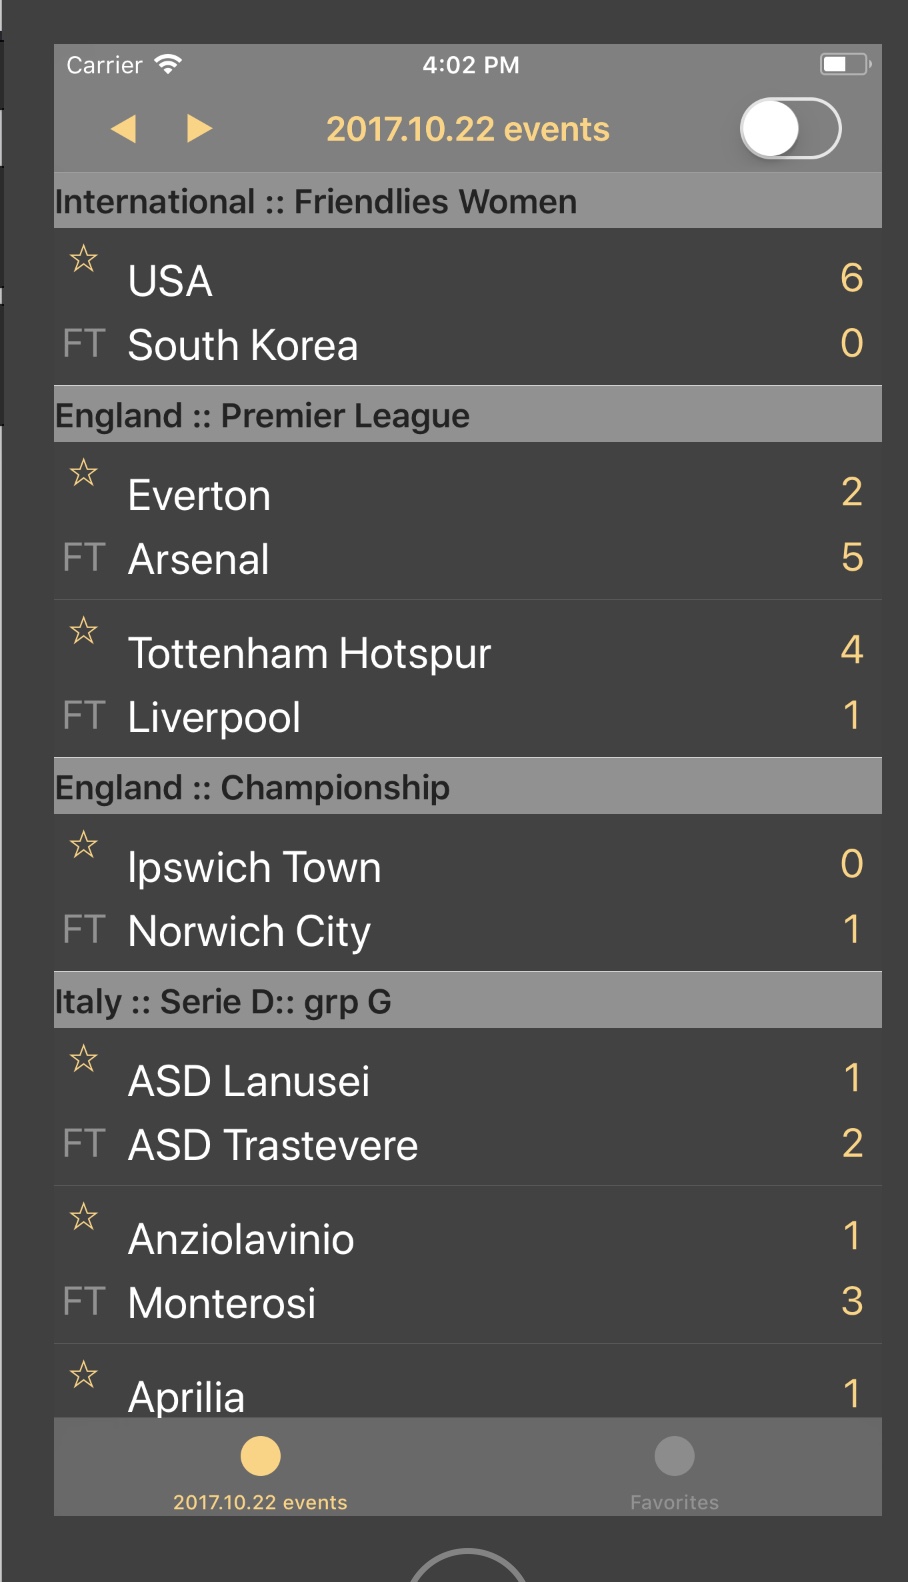 Carrier 4:02 PM
2017.10.22 events
International :: Friendlies Women
USA 6
FT South Korea 0
England :: Premier League
Everton 2
FT Arsenal 5
Tottenham Hotspur 4
FT Liverpool 1
England :: Championship
Ipswich Town 0
FT Norwich City 1
Italy :: Serie D:: grp G
ASD Lanusei 1
FT ASD Trastevere 2
Anziolavinio 1
FT Monterosi 3
Aprilia 1
2017.10.22 events Favorites